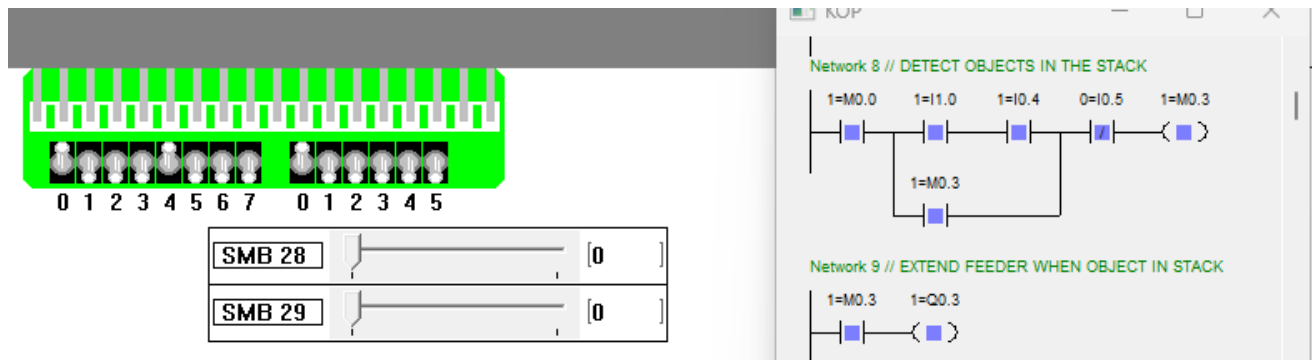 KOP
Network 8 // DETECT OBJECTS IN THE STACK
1=M0.0 1=I1.0 1=I0.4 0=I0.5 1=M0.3
1=M0.3
Network 9 // EXTEND FEEDER WHEN OBJECT IN STACK
1=M0.3 1=Q0.3
0 1 2 3 4 5 6 7 0 1 2 3 4 5
SMB 28 [0 ]
SMB 29 [0 ]